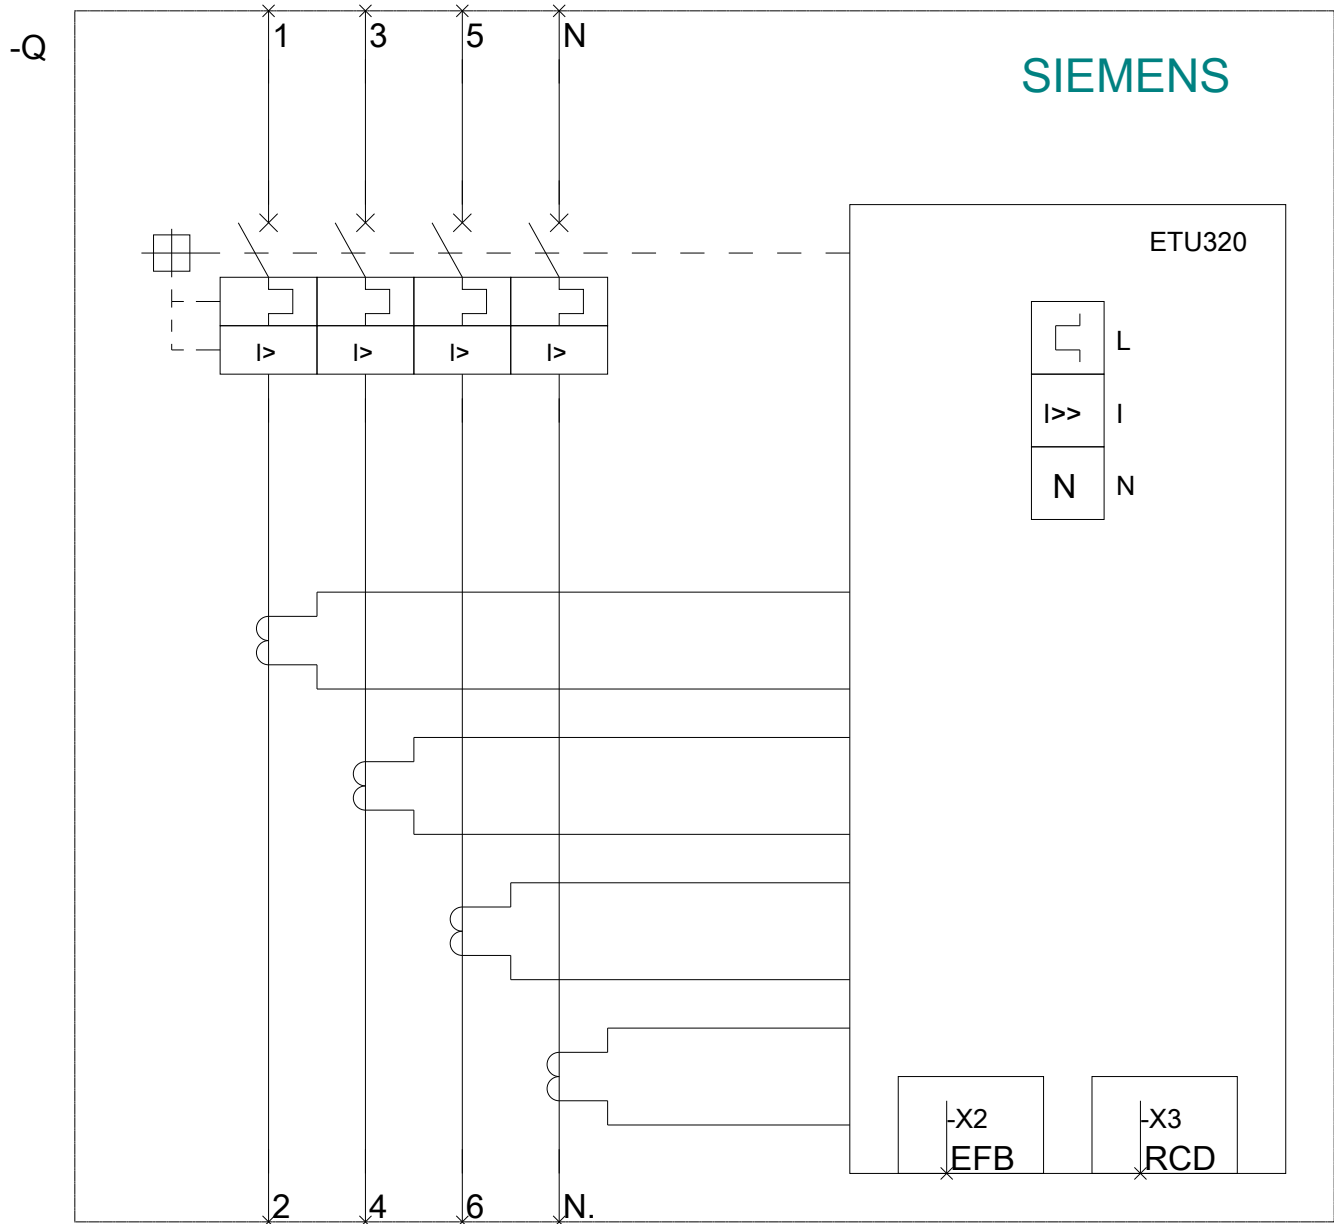 1 3 5 N
-Q
SIEMENS
ETU320
I> I> I> I>
L
I>> I
N N
-X2 -X3
EFB RCD
2 4 6 N.